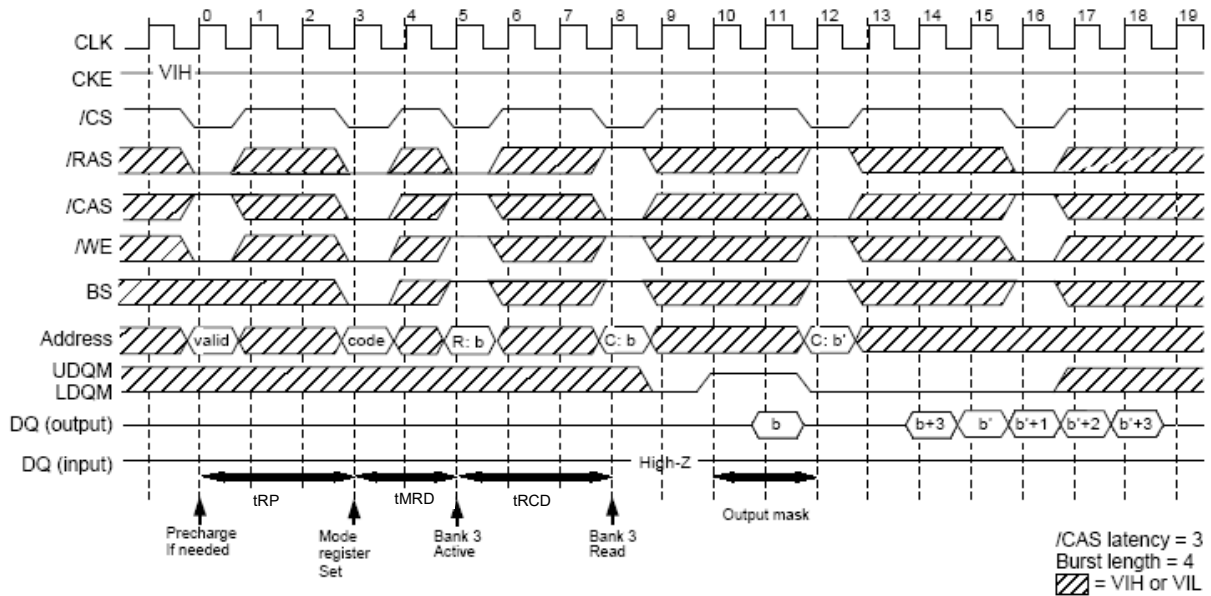 0 1 2 3 4 5 6 7 8 9 10 11 12 13 14 15 16 17 18 19
CLK
CKE VIH
/CS
/RAS
/CAS
/WE
BS
Address valid code R: b C: b C: b'
UDQM
LDQM
DQ (output) b b+3 b' b'+1 b'+2 b'+3
DQ (input) High-Z
tRP tMRD tRCD Output mask
Precharge
If needed
Mode
register
Set
Bank 3
Active
Bank 3
Read
/CAS latency = 3
Burst length = 4
= VIH or VIL